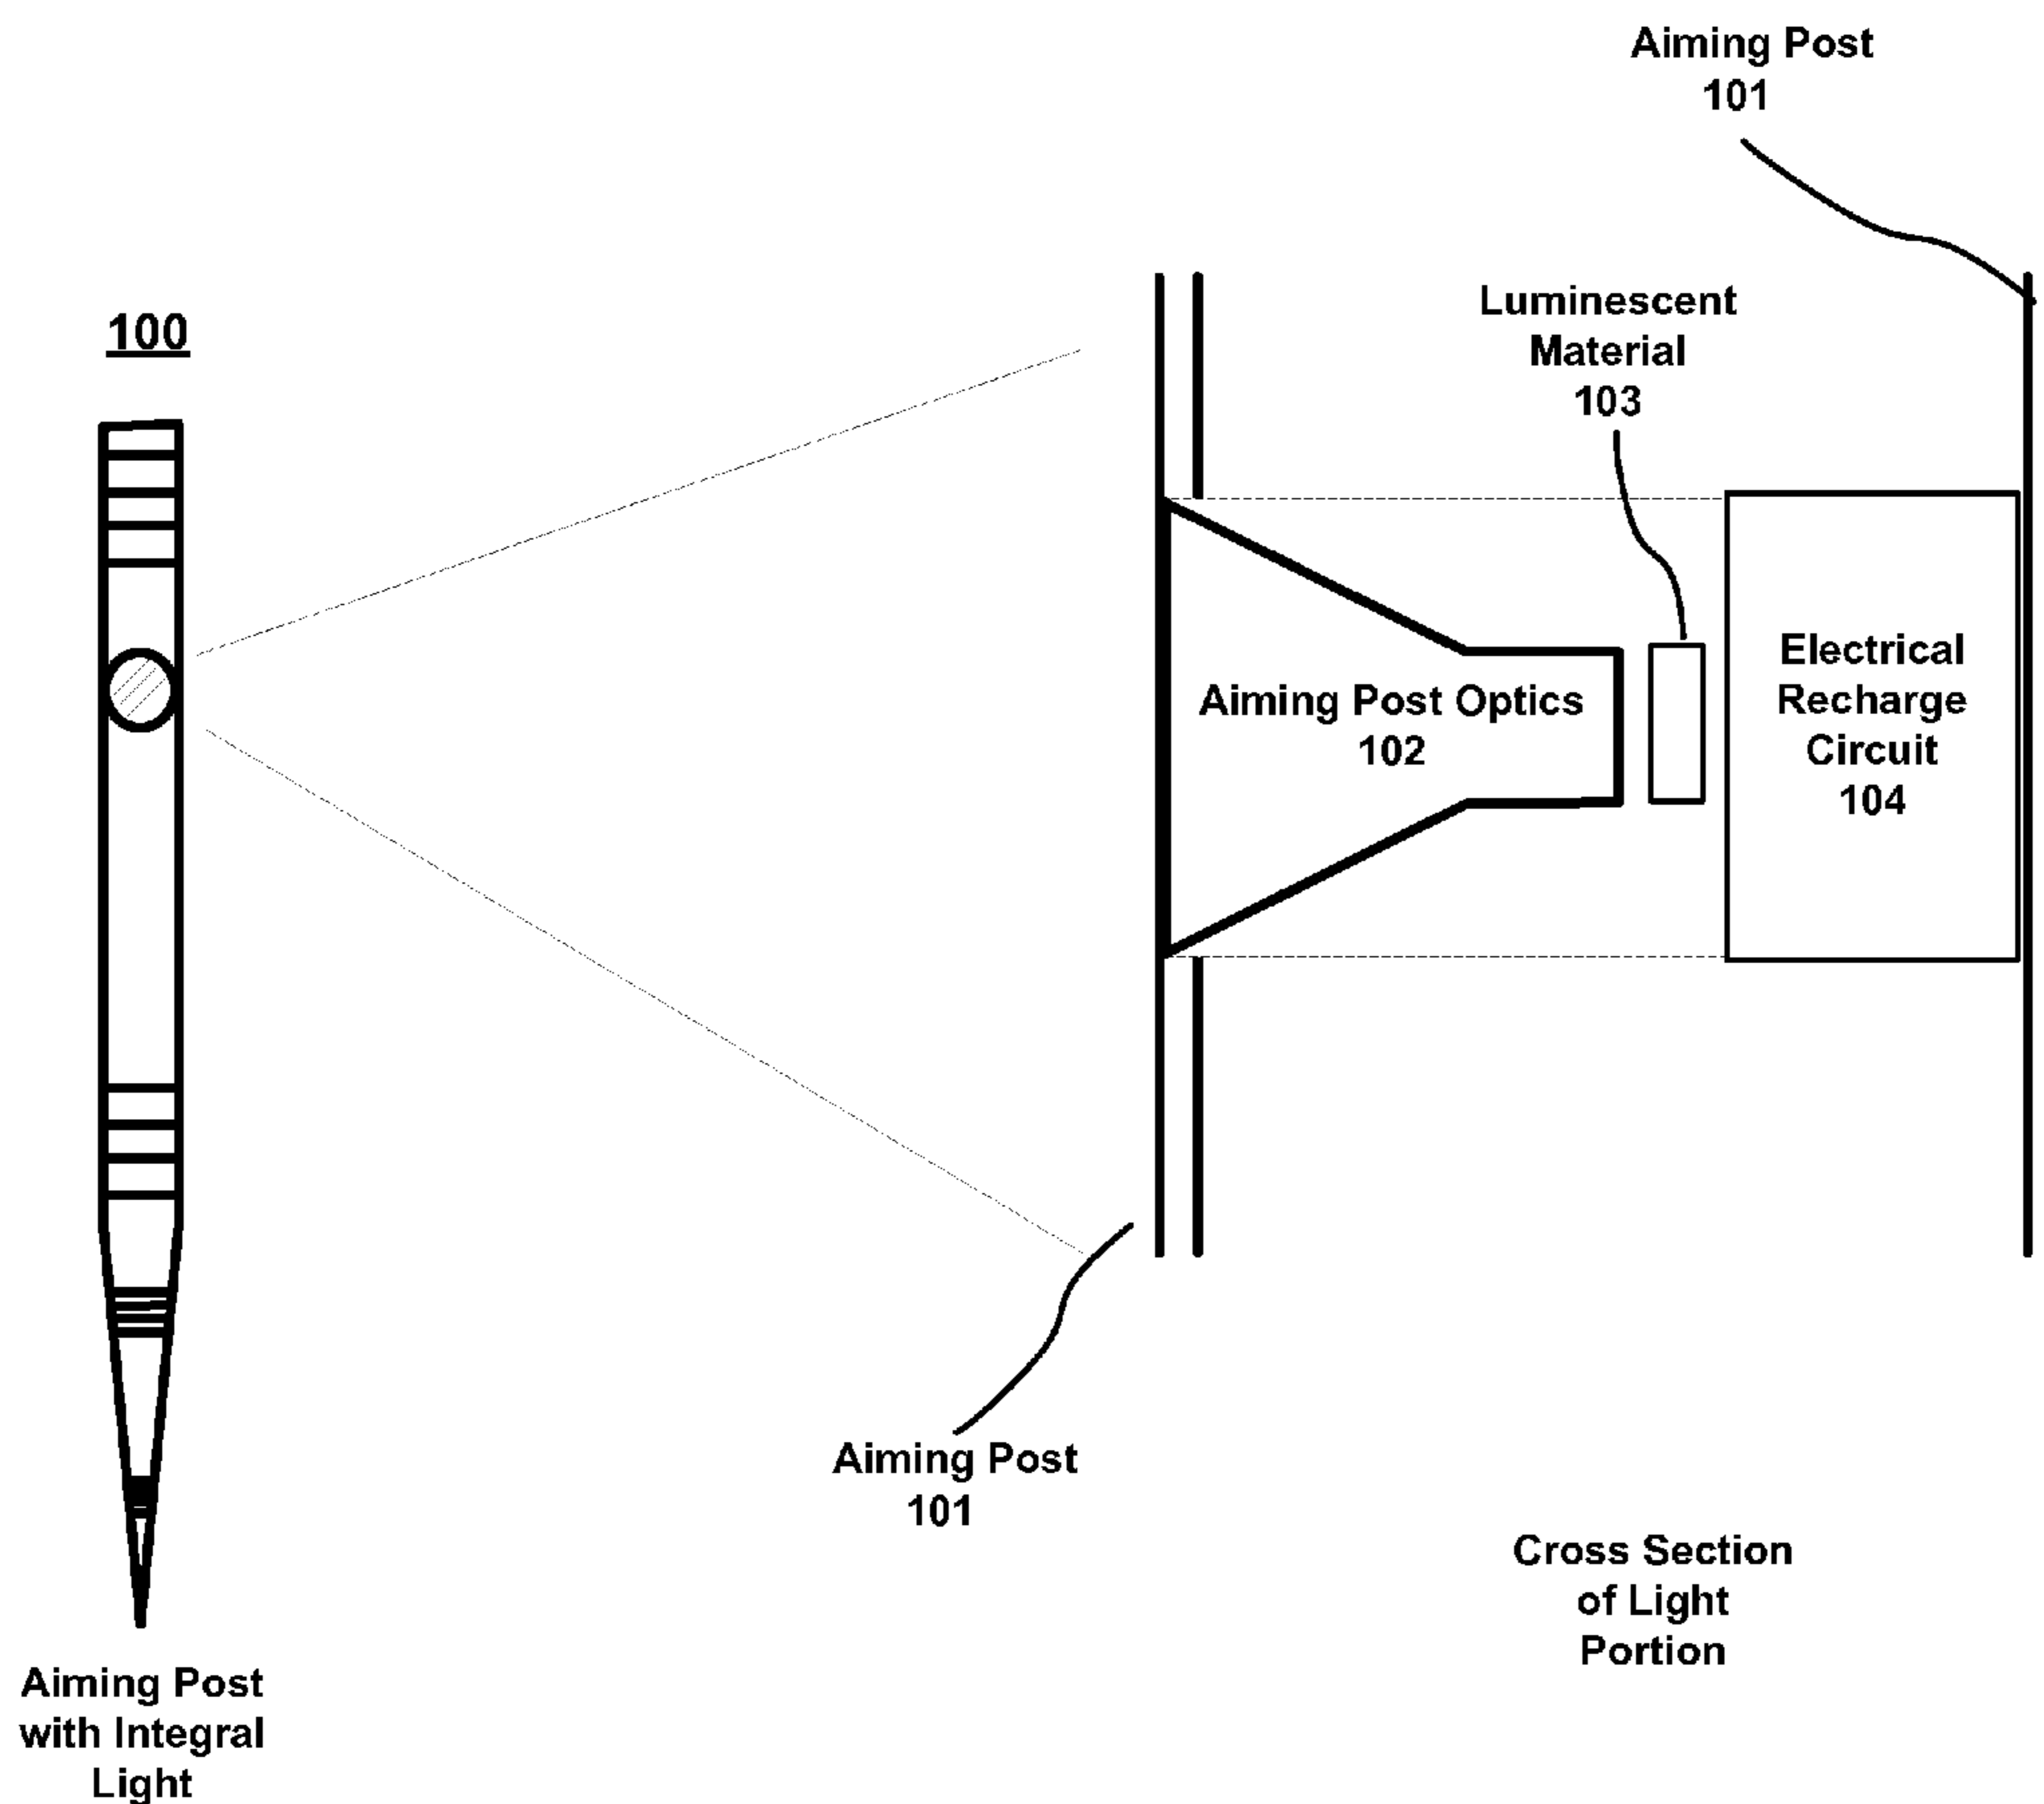 Aiming Post
101
Luminescent
Material
103
100
Electrical
Recharge
Circuit
104
Aiming Post Optics
102
Aiming Post
101
Cross Section
of Light
Portion
Aiming Post
with Integral
Light